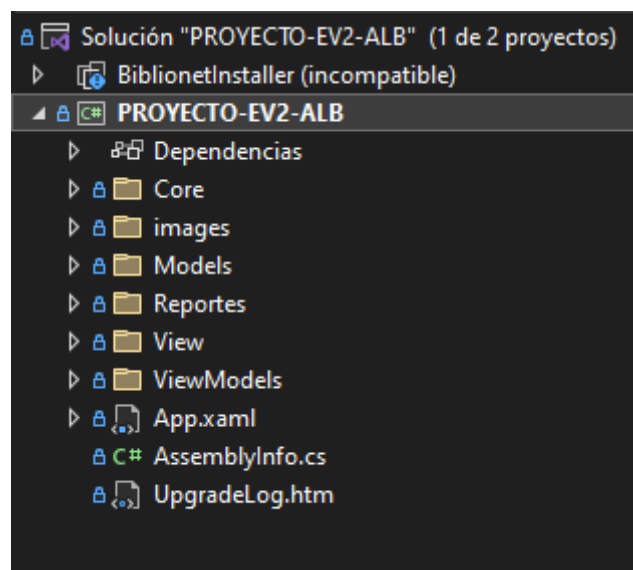 Solución "PROYECTO-EV2-ALB" (1 de 2 proyectos)
BiblionetInstaller (incompatible)
C# PROYECTO-EV2-ALB
Dependencias
Core
images
Models
Reportes
View
ViewModels
App.xaml
C# AssemblyInfo.cs
UpgradeLog.htm